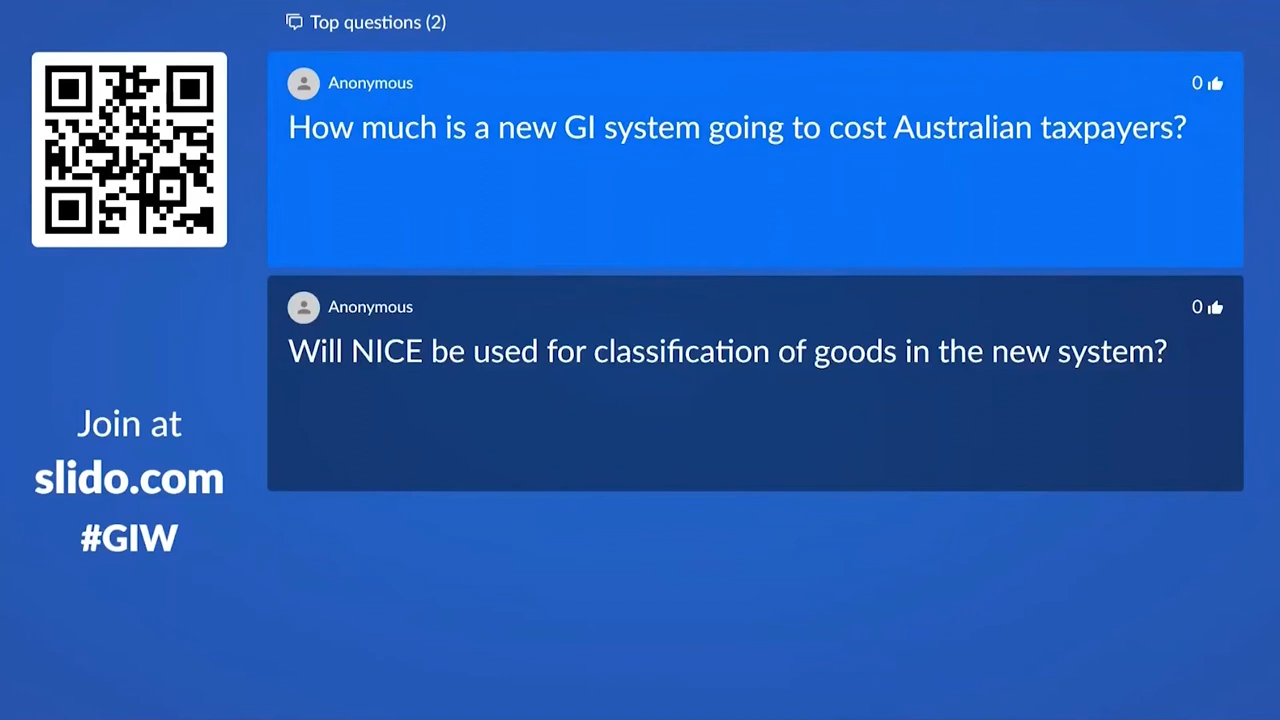 Top questions (2)
Anonymous
0
How much is a new GI system going to cost Australian taxpayers?
Anonymous
0
Will NICE be used for classification of goods in the new system?
Join at
slido.com
#GIW